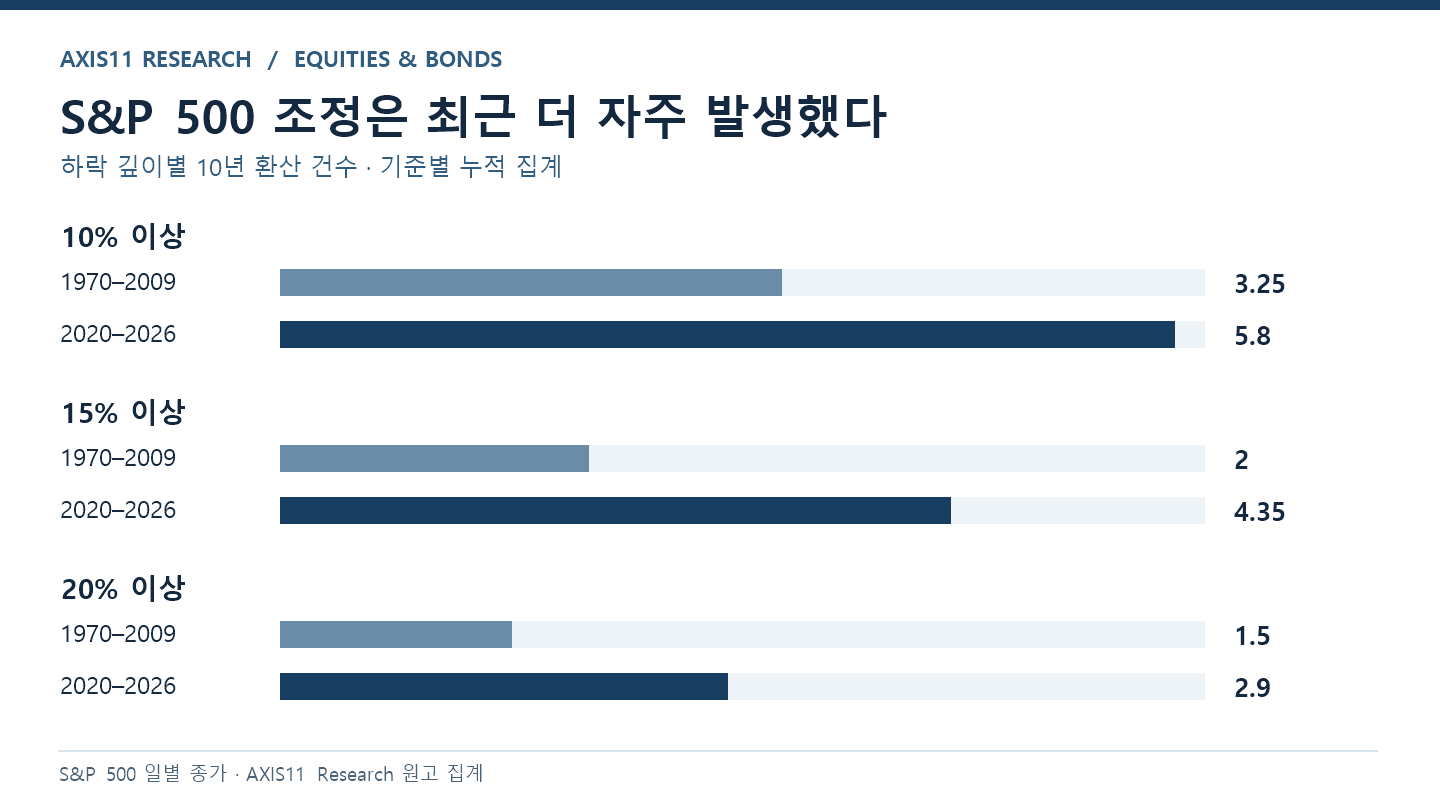 AXIS11 RESEARCH / EQUITIES & BONDS
S&P 500 조정은 최근 더 자주 발생했다
하락 깊이별 10년 환산 건수 · 기준별 누적 집계
10% 이상
1970–2009 3.25
2020–2026 5.8
15% 이상
1970–2009 2
2020–2026 4.35
20% 이상
1970–2009 1.5
2020–2026 2.9
S&P 500 일별 종가 · AXIS11 Research 원고 집계